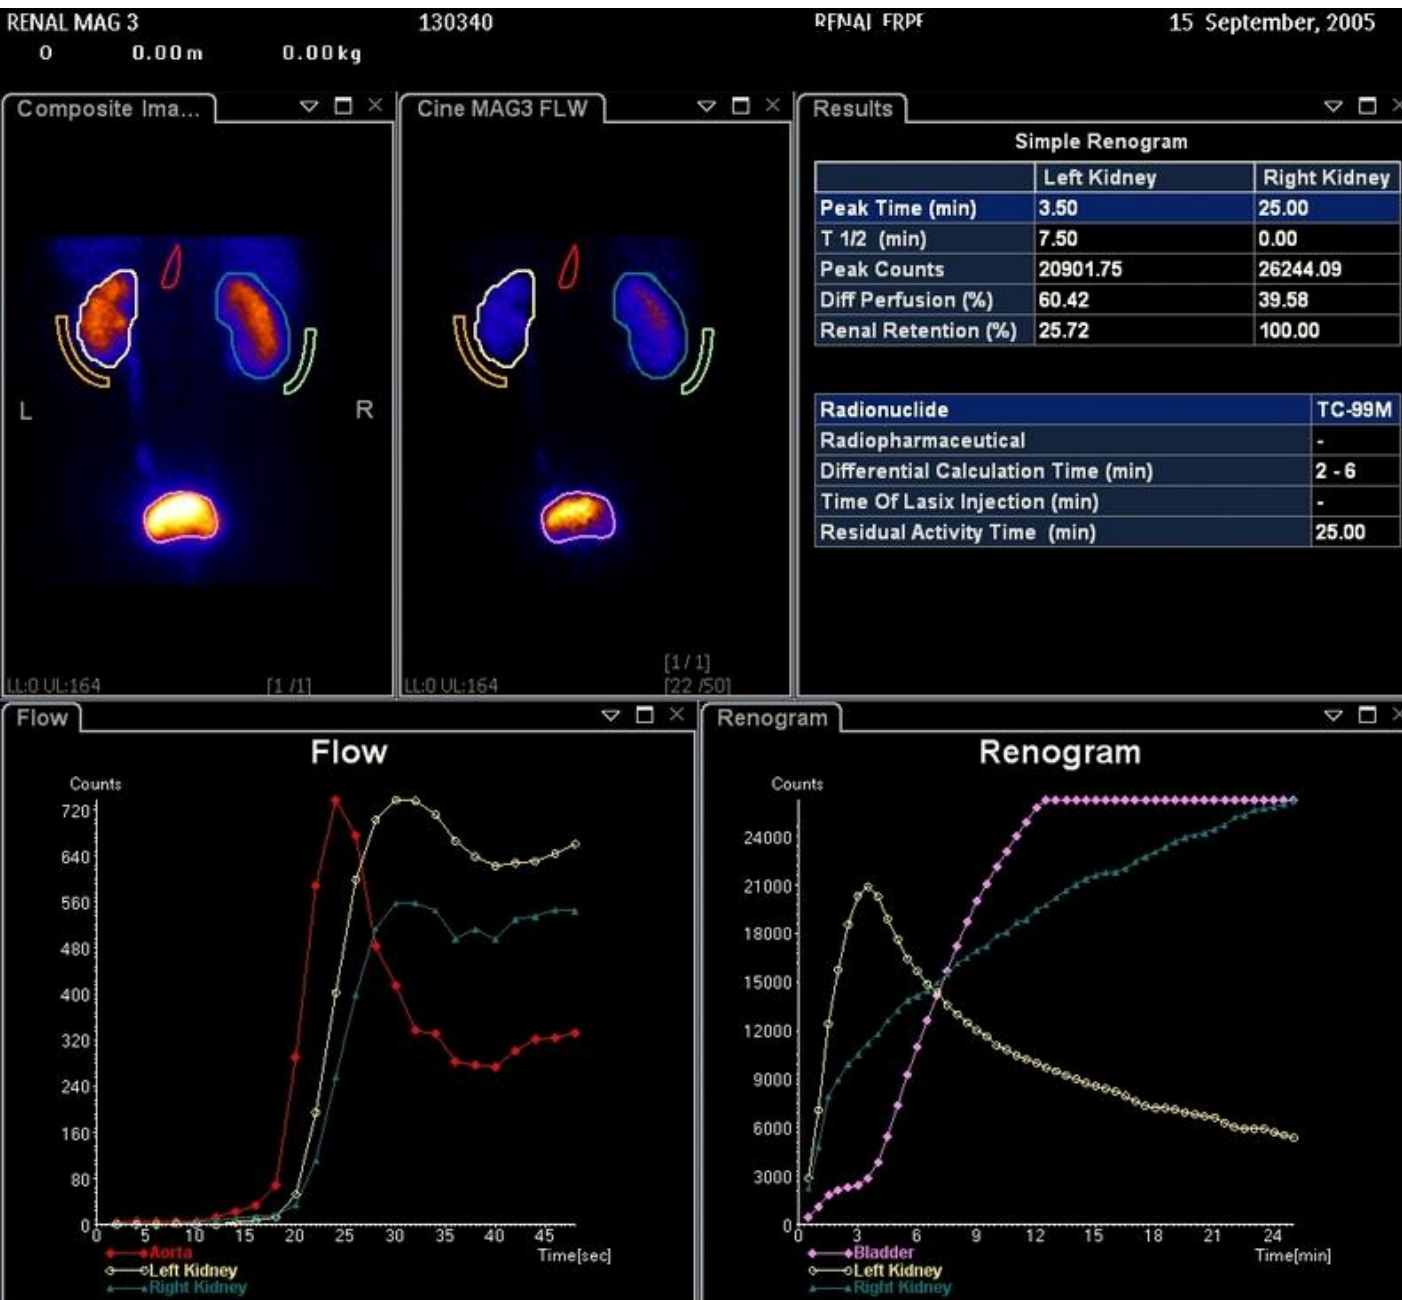 RENAL MAG 3 130340 RENAL ERPF 15 September, 2005
0 0.00 m 0.00 kg
Composite Ima...
L R
LL:0 UL:164 [1 /1]
Cine MAG3 FLW
[1 / 1]
LL:0 UL:164 [22 /50]
Results
Simple Renogram
Left Kidney Right Kidney
Peak Time (min) 3.50 25.00
T 1/2 (min) 7.50 0.00
Peak Counts 20901.75 26244.09
Diff Perfusion (%) 60.42 39.58
Renal Retention (%) 25.72 100.00
Radionuclide TC-99M
Radiopharmaceutical -
Differential Calculation Time (min) 2 - 6
Time Of Lasix Injection (min) -
Residual Activity Time (min) 25.00
Flow
Flow
Counts
720
640
560
480
400
320
240
160
80
0
0 5 10 15 20 25 30 35 40 45
Time[sec]
Aorta
Left Kidney
Right Kidney
Renogram
Renogram
Counts
24000
21000
18000
15000
12000
9000
6000
3000
0
0 3 6 9 12 15 18 21 24
Time[min]
Bladder
Left Kidney
Right Kidney